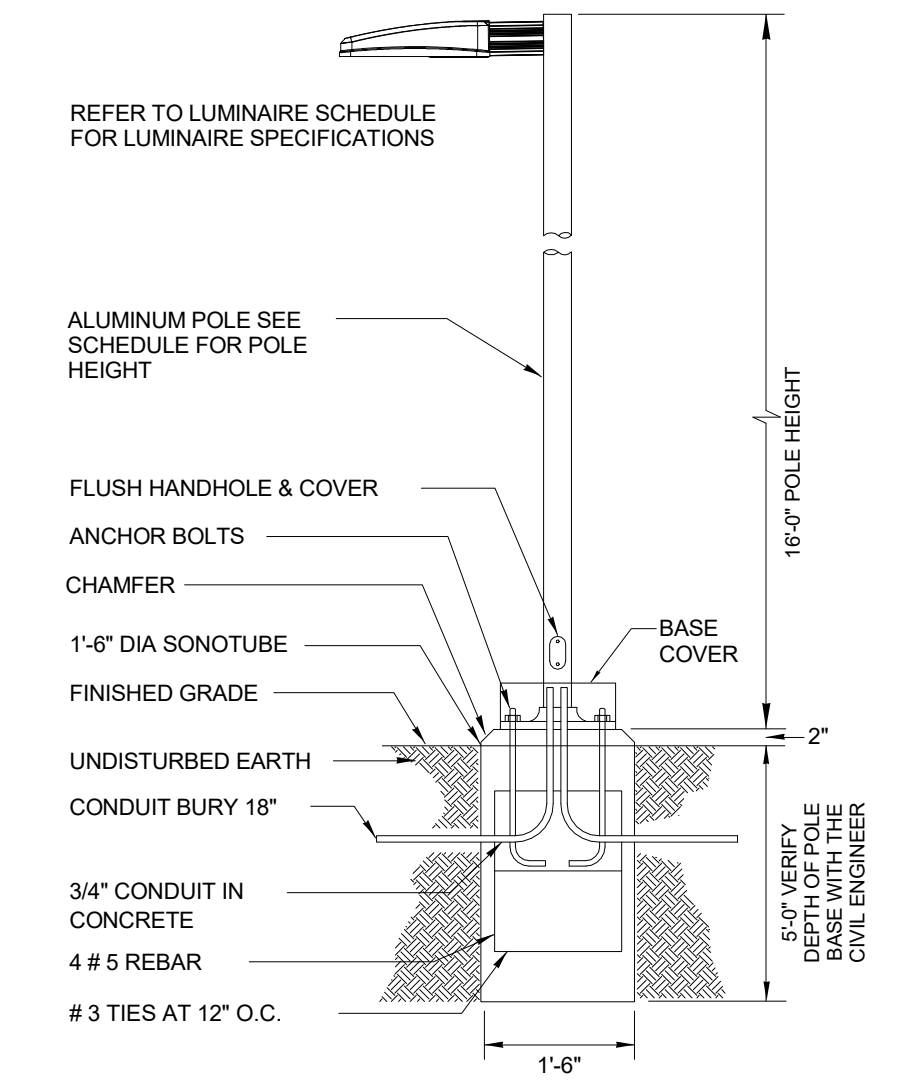 REFER TO LUMINAIRE SCHEDULE
FOR LUMINAIRE SPECIFICATIONS
ALUMINUM POLE SEE
SCHEDULE FOR POLE
HEIGHT
16'-0" POLE HEIGHT
FLUSH HANDHOLE & COVER
ANCHOR BOLTS
CHAMFER
1'-6" DIA SONOTUBE
BASE
COVER
FINISHED GRADE
2"
UNDISTURBED EARTH
CONDUIT BURY 18"
3/4" CONDUIT IN
CONCRETE
4 # 5 REBAR
# 3 TIES AT 12" O.C.
5'-0" VERIFY
DEPTH OF POLE
BASE WITH THE
CIVIL ENGINEER
1'-6"